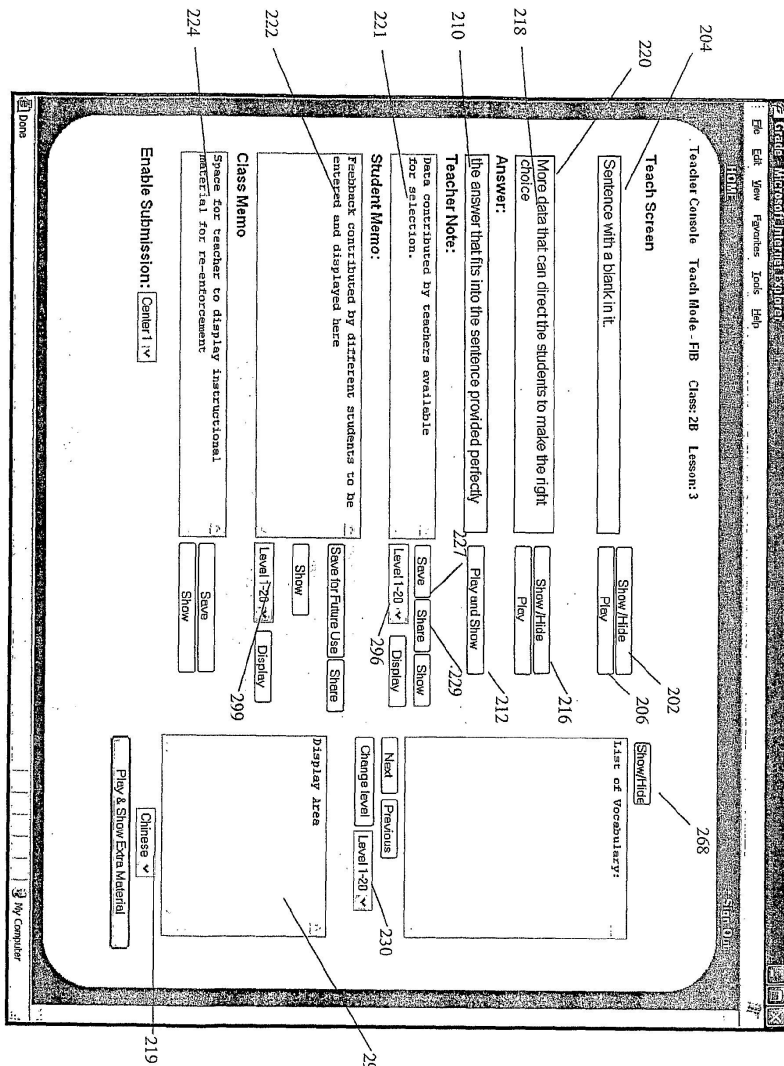 Microsoft Internet Explorer
File Edit View Favorites Tools Help
HOME
Sign Out
Teacher Console Teach Mode - FIB Class: 2B Lesson: 3
Teach Screen
Sentence with a blank in it.
Show/Hide
Play
More data that can direct the students to make the right
choice
Show/Hide
Play
Answer:
the answer that fits into the sentence provided perfectly
Play and Show
Teacher Note:
Data contributed by teachers available
for selection.
Save Share Show
Level 1-20 Display
Student Memo:
Feebback contributed by different students to be
entered and displayed here
Save for Future Use Share
Show
Level 1-20 Display
Class Memo
Space for teacher to display instructional
material for re-enforcement
Save
Show
Enable Submission: Center 1
Show/Hide
List of Vocabulary:
Next Previous
Change level Level 1-20
Display Area
Chinese
Play & Show Extra Material
Done
My Computer
204
220
218
210
221
222
224
202
206
216
212
227
229
296
299
268
230
219